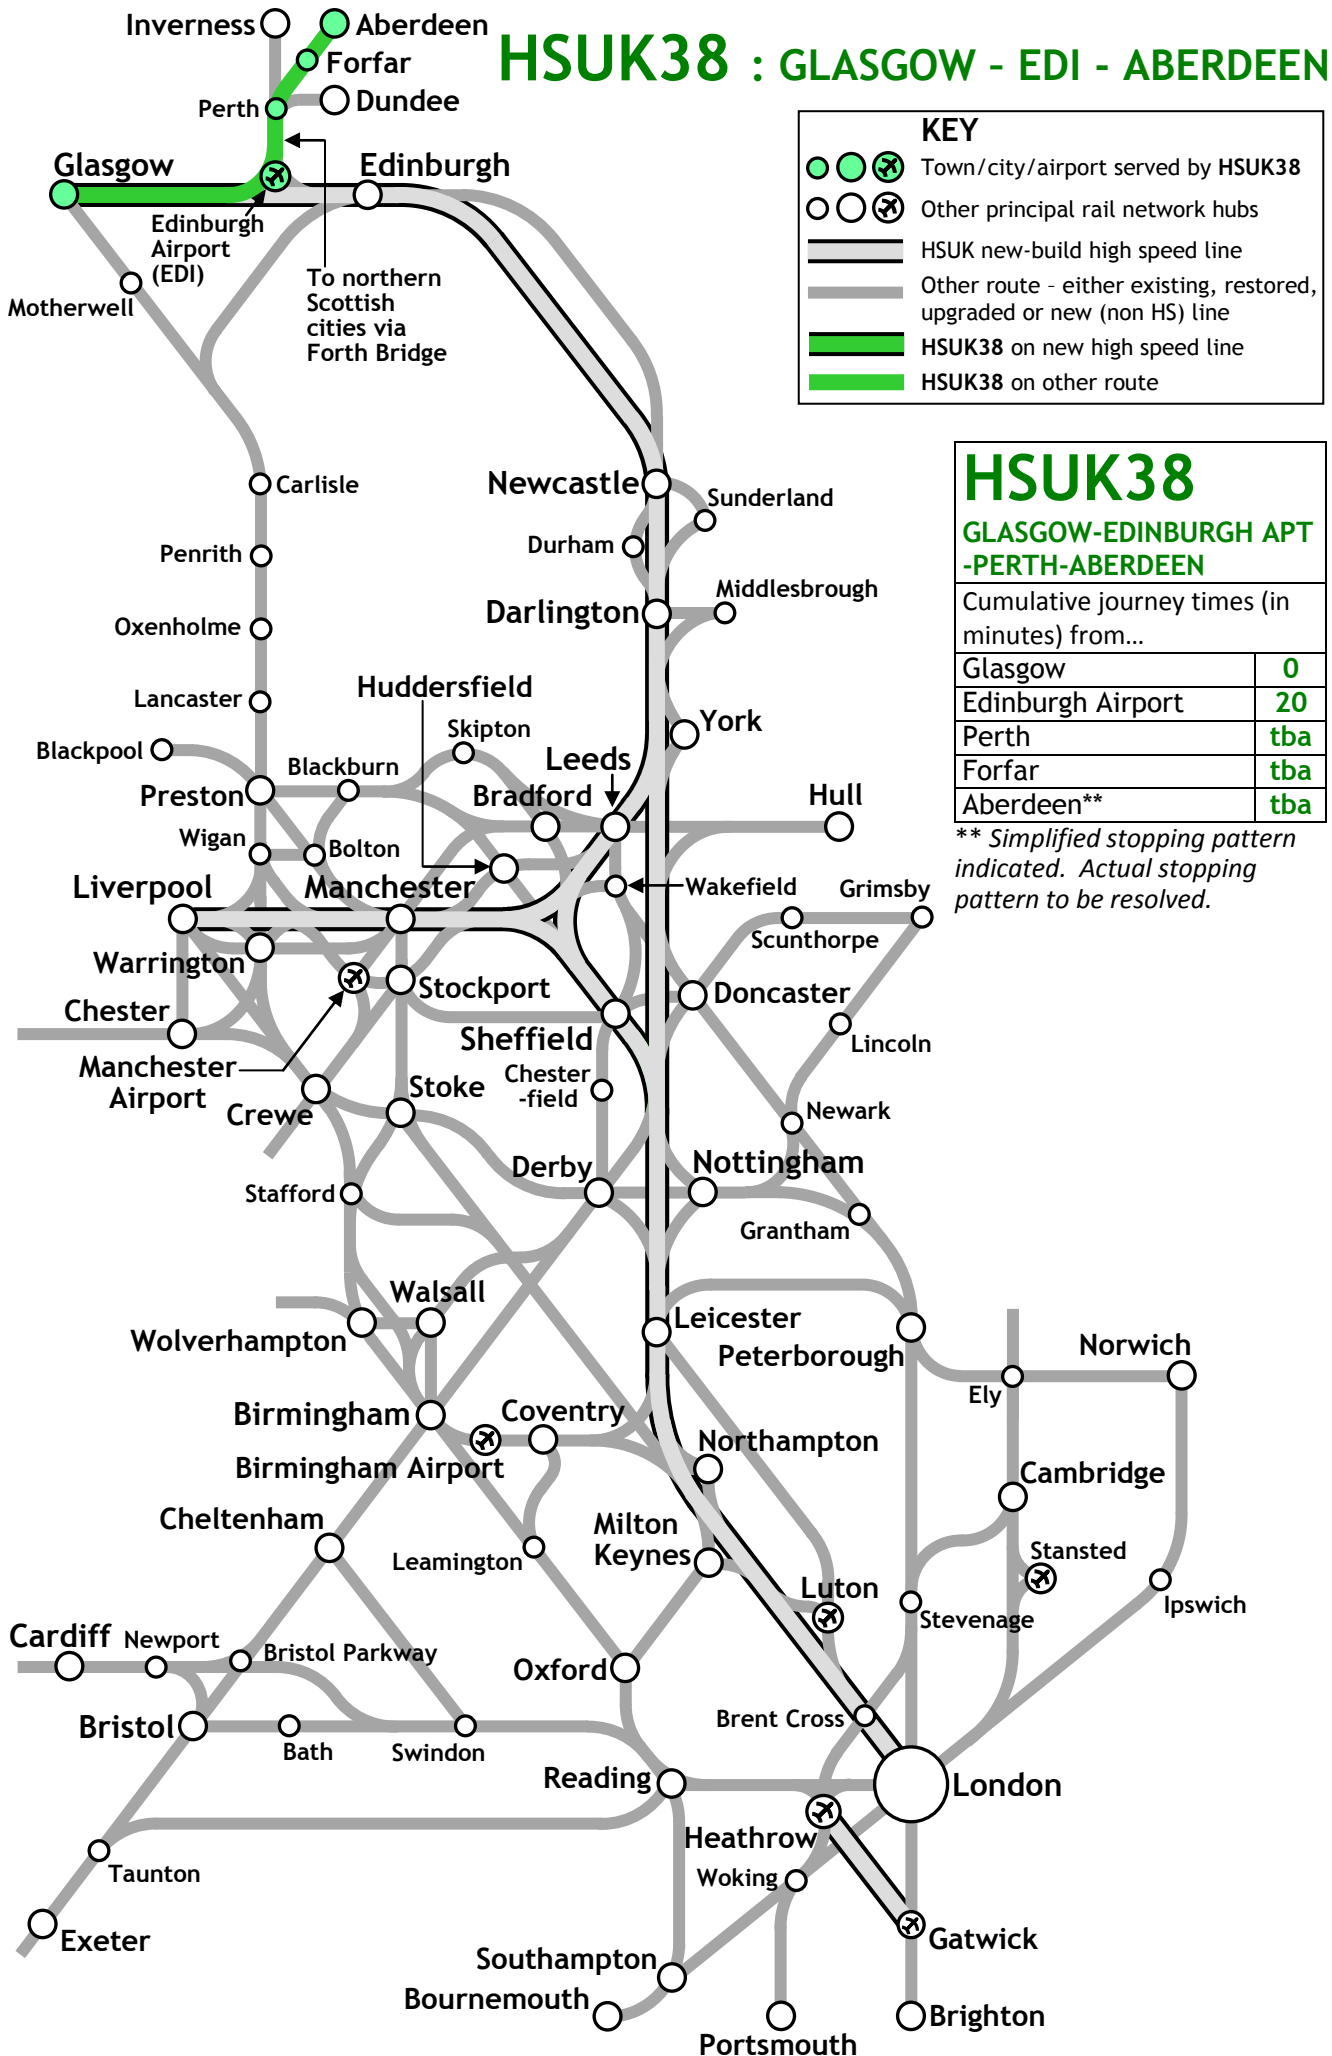 HSUK38 : GLASGOW – EDI - ABERDEEN
Inverness
Aberdeen
Forfar
Perth
Dundee
Glasgow
Edinburgh
Edinburgh
Airport
(EDI)
To northern
Scottish
cities via
Forth Bridge
Motherwell
KEY
Town/city/airport served by HSUK38
Other principal rail network hubs
HSUK new-build high speed line
Other route – either existing, restored,
upgraded or new (non HS) line
HSUK38 on new high speed line
HSUK38 on other route
HSUK38
GLASGOW-EDINBURGH APT
-PERTH-ABERDEEN
Cumulative journey times (in
minutes) from…
Glasgow 0
Edinburgh Airport 20
Perth tba
Forfar tba
Aberdeen** tba
** Simplified stopping pattern
indicated. Actual stopping
pattern to be resolved.
Carlisle
Newcastle
Sunderland
Penrith
Durham
Middlesbrough
Oxenholme
Darlington
Lancaster
Huddersfield
York
Skipton
Blackpool
Blackburn
Leeds
Preston
Bradford
Hull
Wigan
Bolton
Liverpool
Manchester
Wakefield
Grimsby
Scunthorpe
Warrington
Stockport
Doncaster
Chester
Sheffield
Lincoln
Manchester
Airport
Chester
-field
Crewe
Stoke
Newark
Derby
Nottingham
Stafford
Grantham
Walsall
Leicester
Wolverhampton
Peterborough
Norwich
Ely
Birmingham
Coventry
Northampton
Birmingham Airport
Cambridge
Cheltenham
Milton
Keynes
Leamington
Stansted
Luton
Stevenage
Ipswich
Cardiff
Newport
Bristol Parkway
Oxford
Bristol
Bath
Swindon
Brent Cross
Reading
London
Heathrow
Woking
Taunton
Exeter
Gatwick
Southampton
Bournemouth
Portsmouth
Brighton